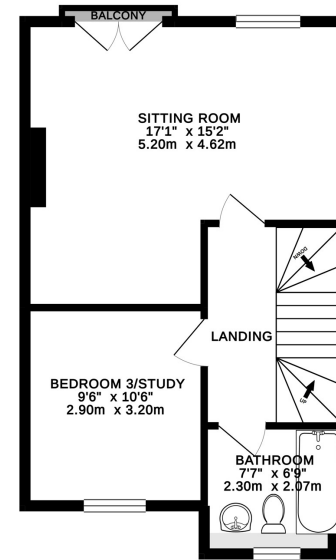 BALCONY
SITTING ROOM
17'1" x 15'2"
5.20m x 4.62m
DOWN
LANDING
BEDROOM 3/STUDY
9'6" x 10'6"
2.90m x 3.20m
UP
BATHROOM
7'7" x 6'9"
2.30m x 2.07m